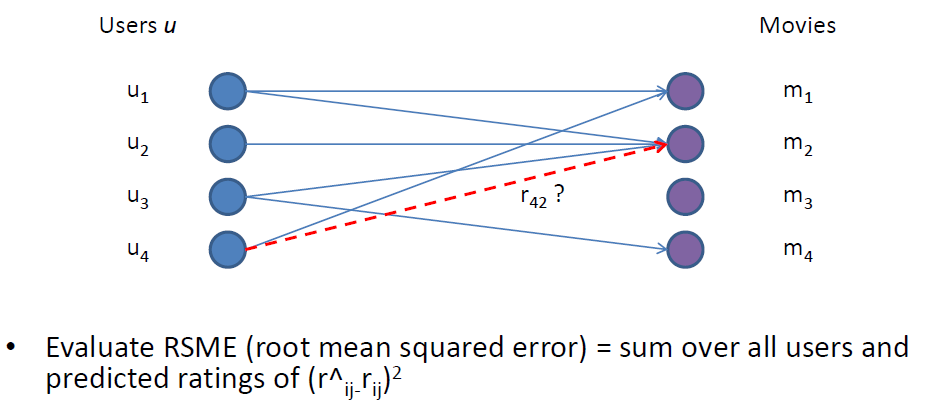 Users u Movies
u1 m1
u2 m2
u3 m3
r42 ?
u4 m4
• Evaluate RSME (root mean squared error) = sum over all users and
predicted ratings of (r^ij-rij)2